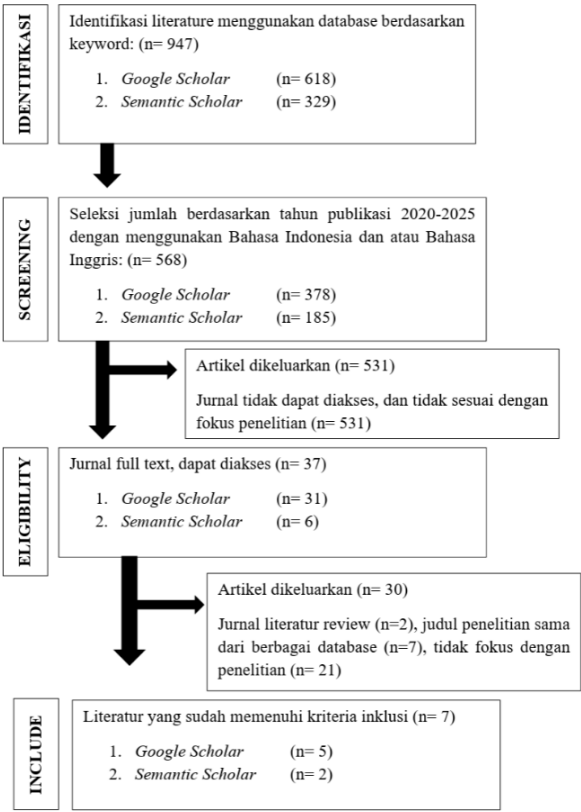 IDENTIFIKASI
Identifikasi literature menggunakan database berdasarkan
keyword: (n= 947)
1. Google Scholar (n= 618)
2. Semantic Scholar (n= 329)
SCREENING
Seleksi jumlah berdasarkan tahun publikasi 2020-2025
dengan menggunakan Bahasa Indonesia dan atau Bahasa
Inggris: (n= 568)
1. Google Scholar (n= 378)
2. Semantic Scholar (n= 185)
Artikel dikeluarkan (n= 531)
Jurnal tidak dapat diakses, dan tidak sesuai dengan
fokus penelitian (n= 531)
ELIGIBILITY
Jurnal full text, dapat diakses (n= 37)
1. Google Scholar (n= 31)
2. Semantic Scholar (n= 6)
Artikel dikeluarkan (n= 30)
Jurnal literatur review (n=2), judul penelitian sama
dari berbagai database (n=7), tidak fokus dengan
penelitian (n= 21)
INCLUDE
Literatur yang sudah memenuhi kriteria inklusi (n= 7)
1. Google Scholar (n= 5)
2. Semantic Scholar (n= 2)